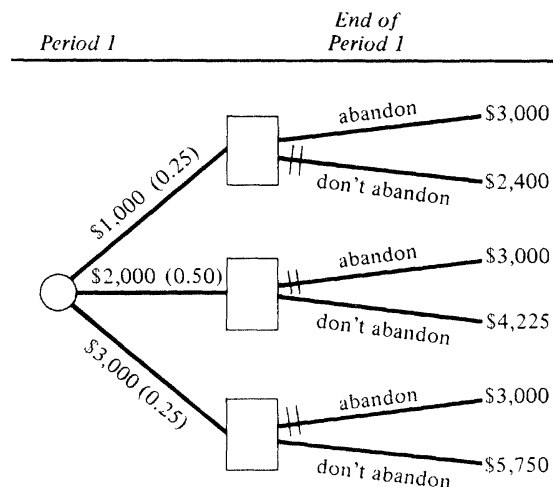 Period 1
End of
Period 1
abandon
$3,000
$1,000 (0.25)
don't abandon
$2,400
abandon
$3,000
$2,000 (0.50)
don't abandon
$4,225
$3,000 (0.25)
abandon
$3,000
don't abandon
$5,750